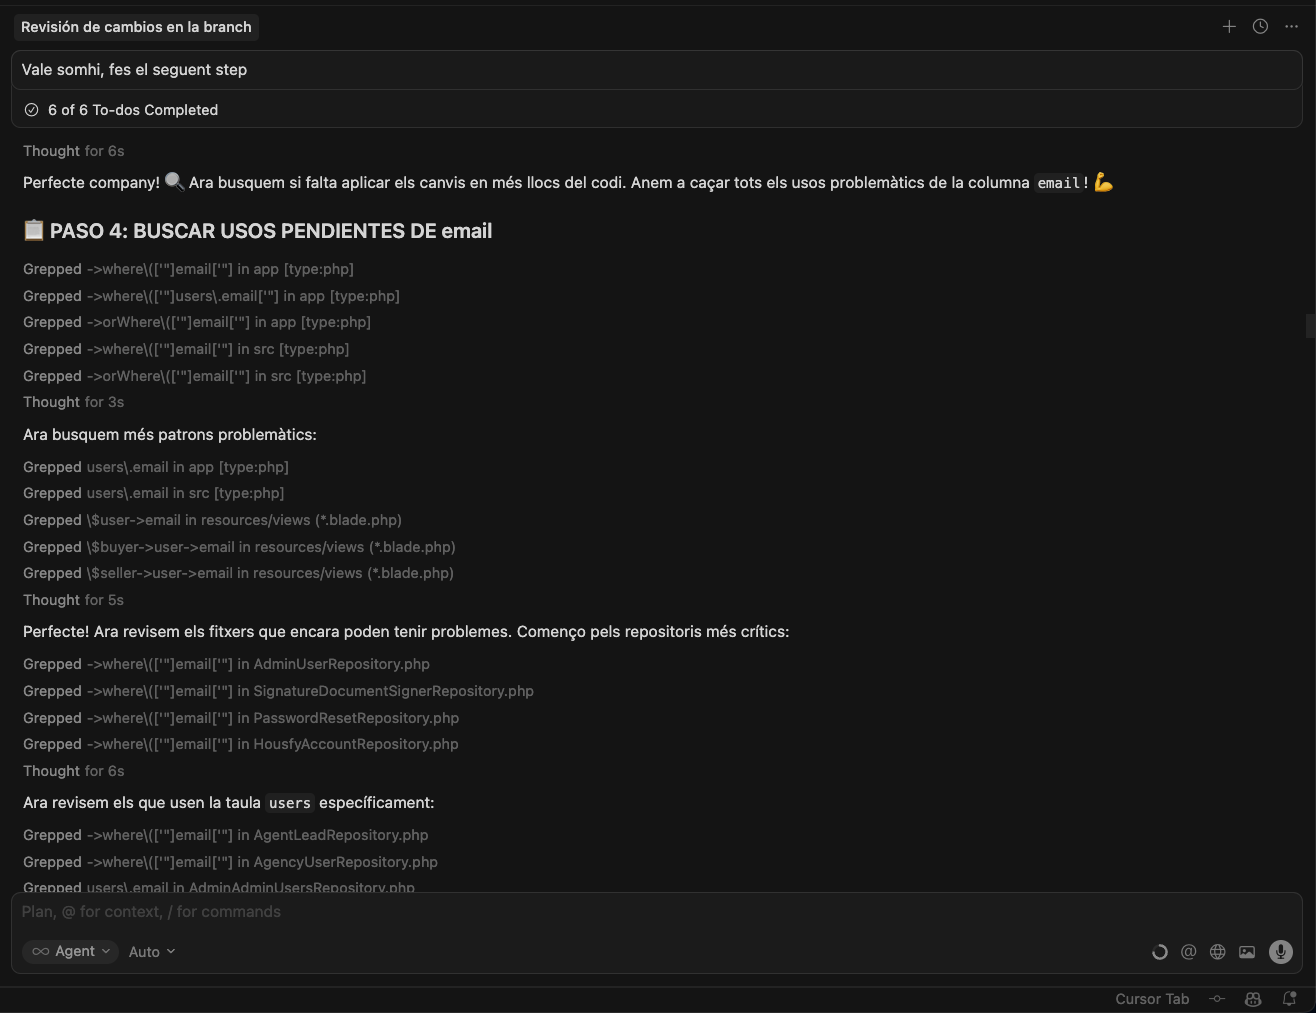 Revisión de cambios en la branch
Vale somhi, fes el seguent step
6 of 6 To-dos Completed
Thought for 6s
Perfecte company! 🔍 Ara busquem si falta aplicar els canvis en més llocs del codi. Anem a caçar tots els usos problemàtics de la columna email! 💪
📋 PASO 4: BUSCAR USOS PENDIENTES DE email
Grepped ->where\(['"]email['"] in app [type:php]
Grepped ->where\(['"]users\.email['"] in app [type:php]
Grepped ->orWhere\(['"]email['"] in app [type:php]
Grepped ->where\(['"]email['"] in src [type:php]
Grepped ->orWhere\(['"]email['"] in src [type:php]
Thought for 3s
Ara busquem més patrons problemàtics:
Grepped users\.email in app [type:php]
Grepped users\.email in src [type:php]
Grepped \$user->email in resources/views (*.blade.php)
Grepped \$buyer->user->email in resources/views (*.blade.php)
Grepped \$seller->user->email in resources/views (*.blade.php)
Thought for 5s
Perfecte! Ara revisem els fitxers que encara poden tenir problemes. Començo pels repositoris més crítics:
Grepped ->where\(['"]email['"] in AdminUserRepository.php
Grepped ->where\(['"]email['"] in SignatureDocumentSignerRepository.php
Grepped ->where\(['"]email['"] in PasswordResetRepository.php
Grepped ->where\(['"]email['"] in HousfyAccountRepository.php
Thought for 6s
Ara revisem els que usen la taula users específicament:
Grepped ->where\(['"]email['"] in AgentLeadRepository.php
Grepped ->where\(['"]email['"] in AgencyUserRepository.php
Grepped users\.email in AdminAdminUsersRepository.php
Plan, @ for context, / for commands
Agent Auto
Cursor Tab